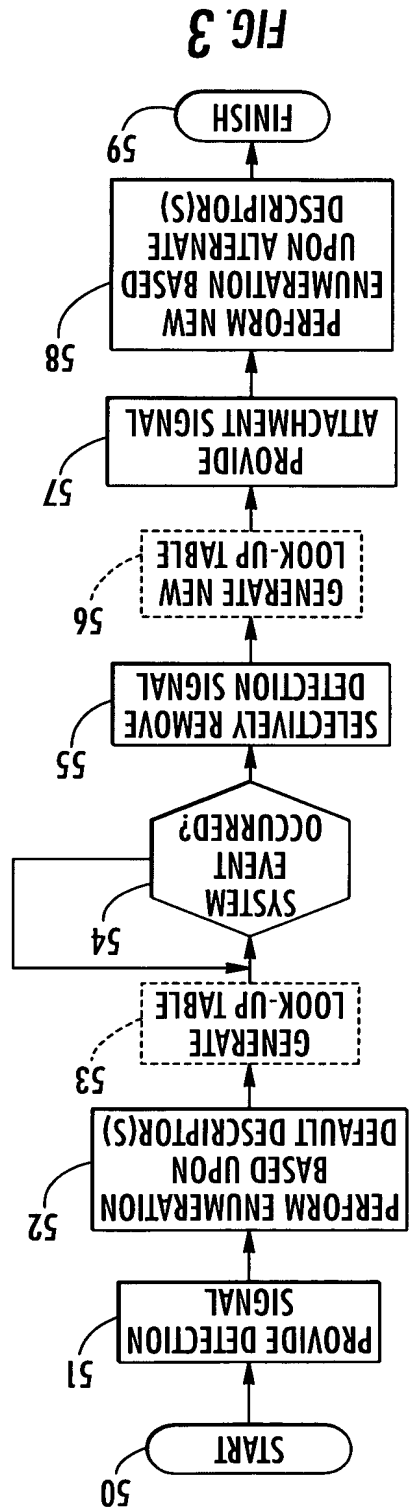 START
50
PROVIDE DETECTION
SIGNAL
51
PERFORM ENUMERATION
BASED UPON
DEFAULT DESCRIPTOR(S)
52
GENERATE
LOOK-UP TABLE
53
SYSTEM
EVENT
OCCURRED?
54
SELECTIVELY REMOVE
DETECTION SIGNAL
55
GENERATE NEW
LOOK-UP TABLE
56
PROVIDE
ATTACHMENT SIGNAL
57
PERFORM NEW
ENUMERATION BASED
UPON ALTERNATE
DESCRIPTOR(S)
58
FINISH
59
FIG. 3